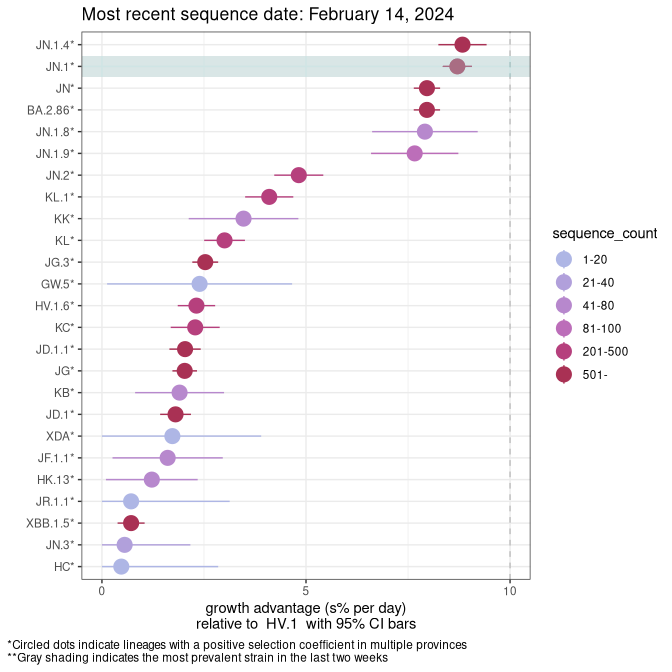 Most recent sequence date: February 14, 2024
JN.1.4*
JN.1*
JN*
BA.2.86*
JN.1.8*
JN.1.9*
JN.2*
KL.1*
KK*
KL*
JG.3*
GW.5*
HV.1.6*
KC*
JD.1.1*
JG*
KB*
JD.1*
XDA*
JF.1.1*
HK.13*
JR.1.1*
XBB.1.5*
JN.3*
HC*
0 5 10
growth advantage (s% per day)
relative to HV.1 with 95% CI bars
sequence_count
1-20
21-40
41-80
81-100
201-500
501-
*Circled dots indicate lineages with a positive selection coefficient in multiple provinces
**Gray shading indicates the most prevalent strain in the last two weeks